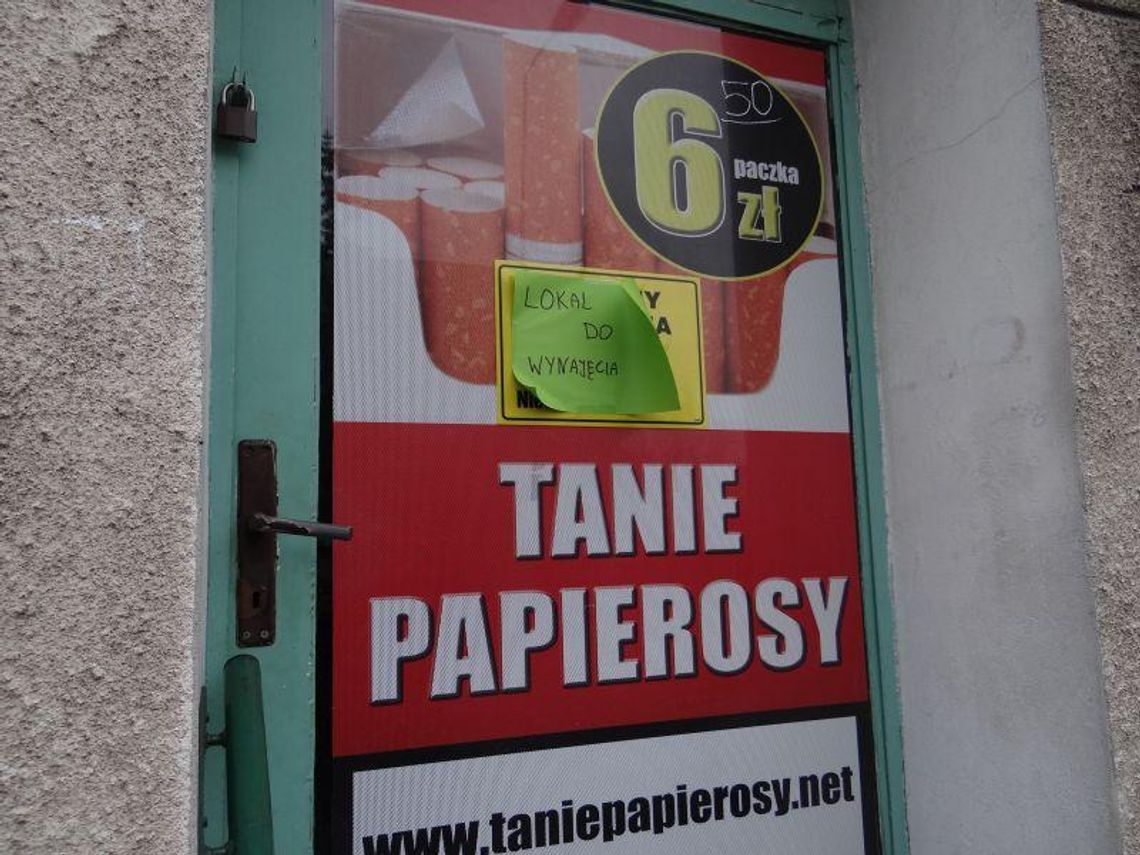 6 50
paczka
zł
LOKAL
DO
WYNAJĘCIA
TANIE
PAPIEROSY
www.taniepapierosy.net